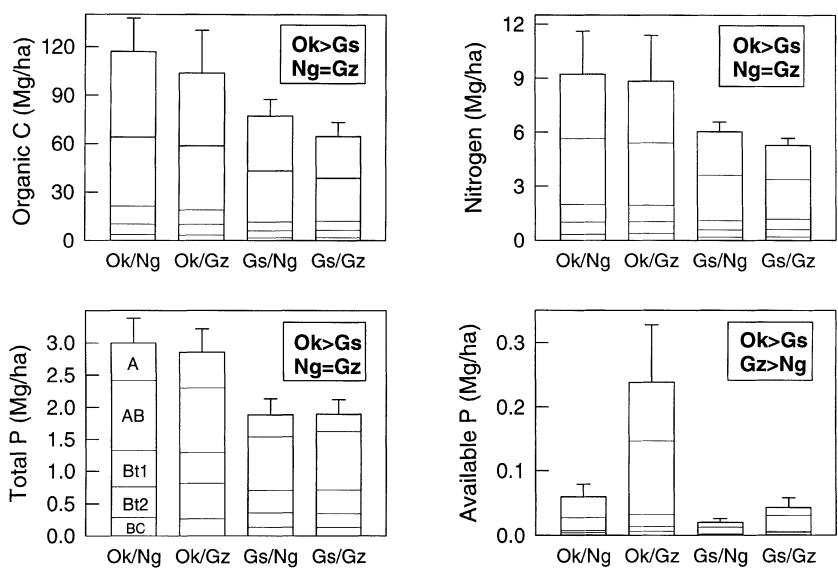 Organic C (Mg/ha)
120
90
60
30
0
Ok>Gs
Ng=Gz
Ok/Ng Ok/Gz Gs/Ng Gs/Gz
Nitrogen (Mg/ha)
12
9
6
3
0
Ok>Gs
Ng=Gz
Ok/Ng Ok/Gz Gs/Ng Gs/Gz
Total P (Mg/ha)
3.0
2.5
2.0
1.5
1.0
0.5
0.0
A
AB
Bt1
Bt2
BC
Ok>Gs
Ng=Gz
Ok/Ng Ok/Gz Gs/Ng Gs/Gz
Available P (Mg/ha)
0.3
0.2
0.1
0.0
Ok>Gs
Gz>Ng
Ok/Ng Ok/Gz Gs/Ng Gs/Gz